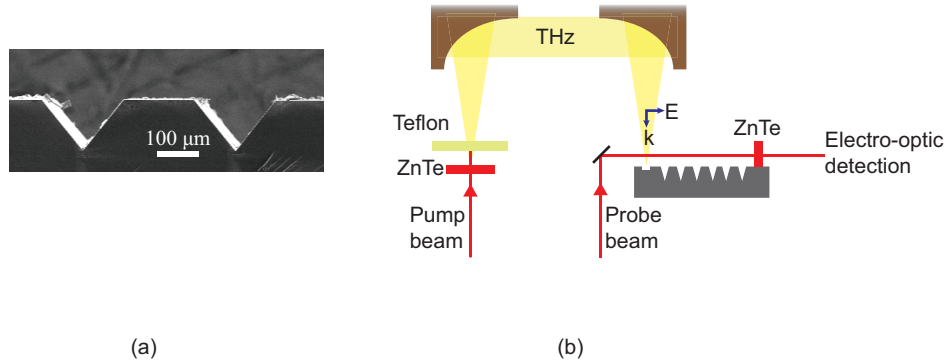 100 μm
THz
E
k
Teflon
ZnTe
Pump
beam
Probe
beam
ZnTe
Electro-optic
detection
(a)
(b)